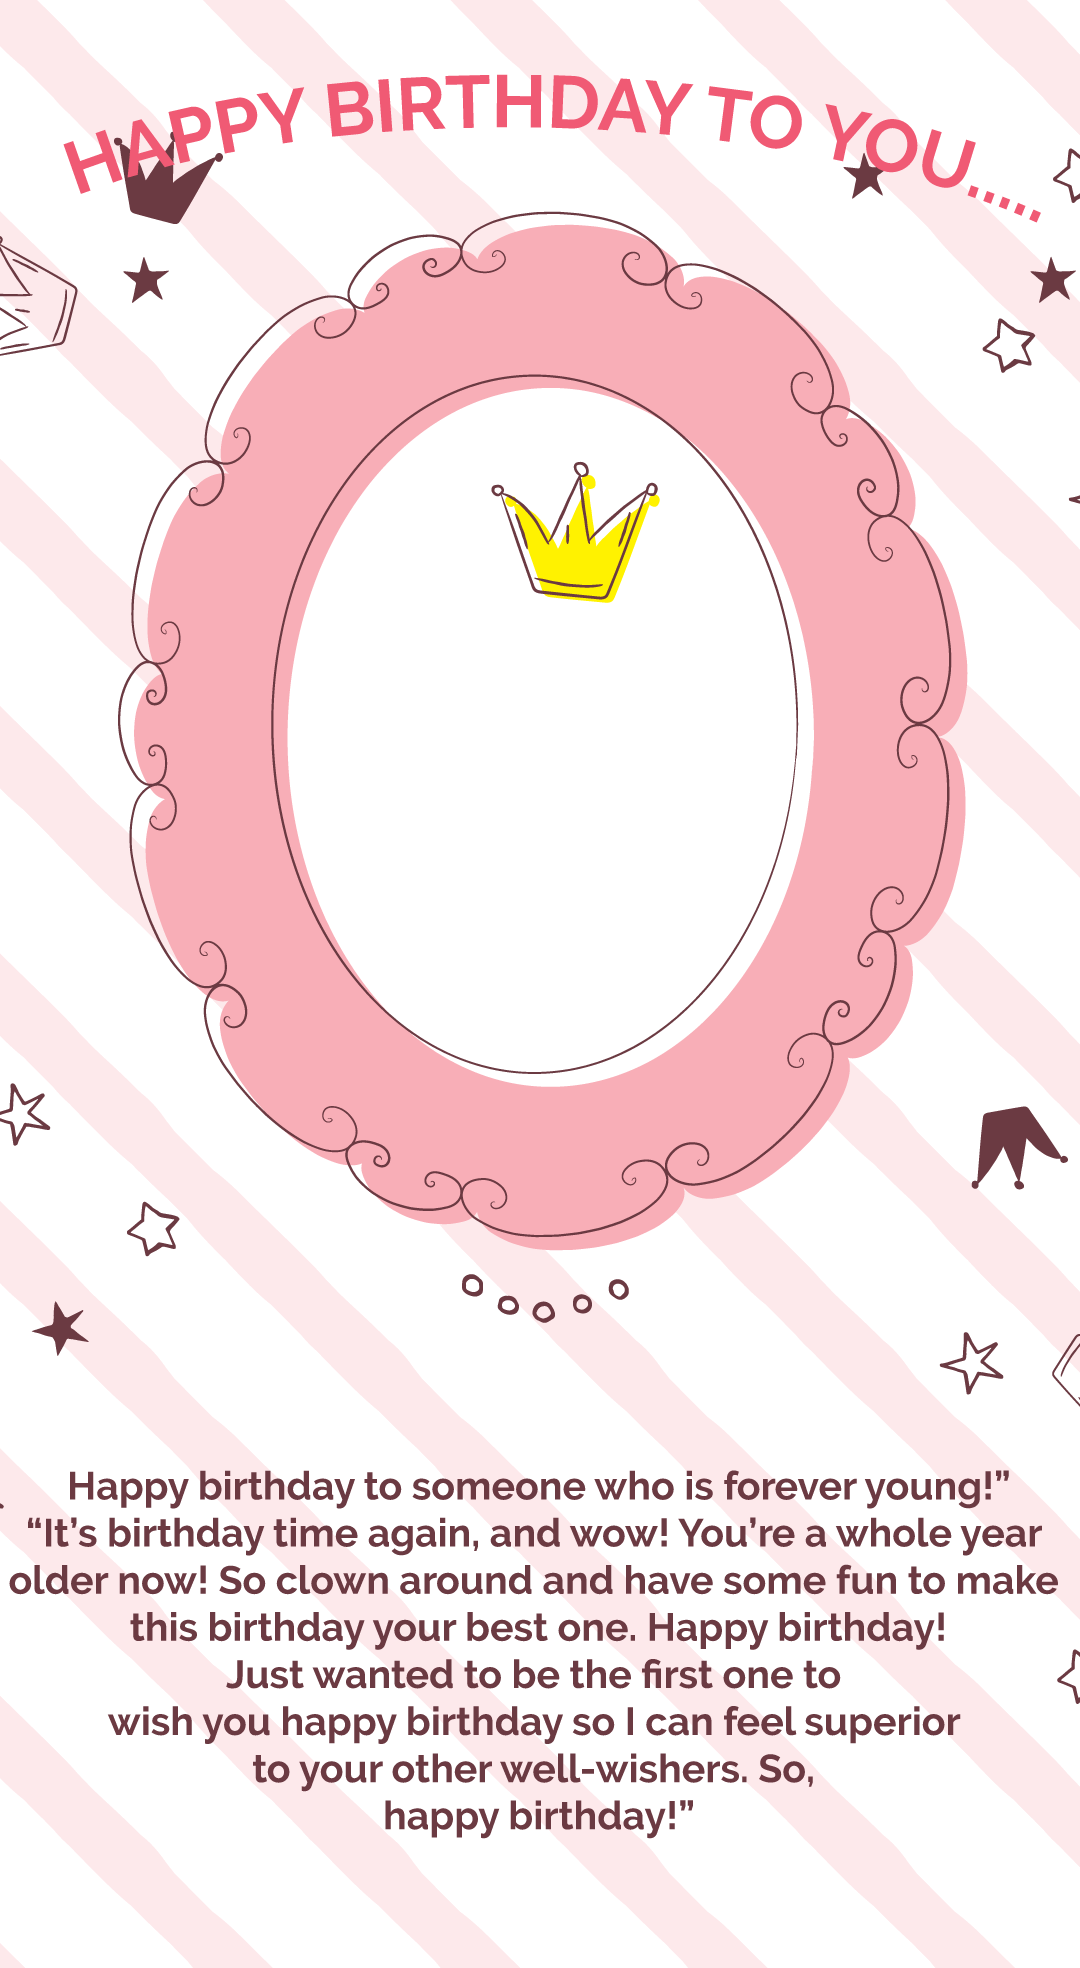 HAPPY BIRTHDAY TO YOU.....
Happy birthday to someone who is forever young!”
“It’s birthday time again, and wow! You’re a whole year
older now! So clown around and have some fun to make
this birthday your best one. Happy birthday!
Just wanted to be the first one to
wish you happy birthday so I can feel superior
to your other well-wishers. So,
happy birthday!”